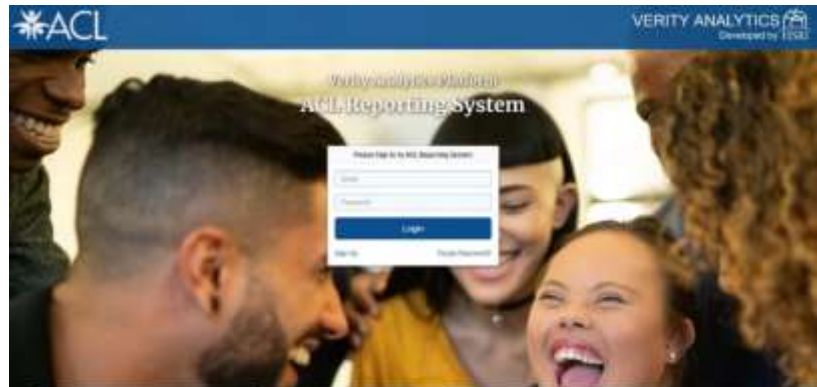 ACL
VERITY ANALYTICS
Developed by
Verity Analytics Platform
ACL Reporting System
Please Sign In to ACL Reporting System
Email
Password
Login
Sign Up
Forgot Password?